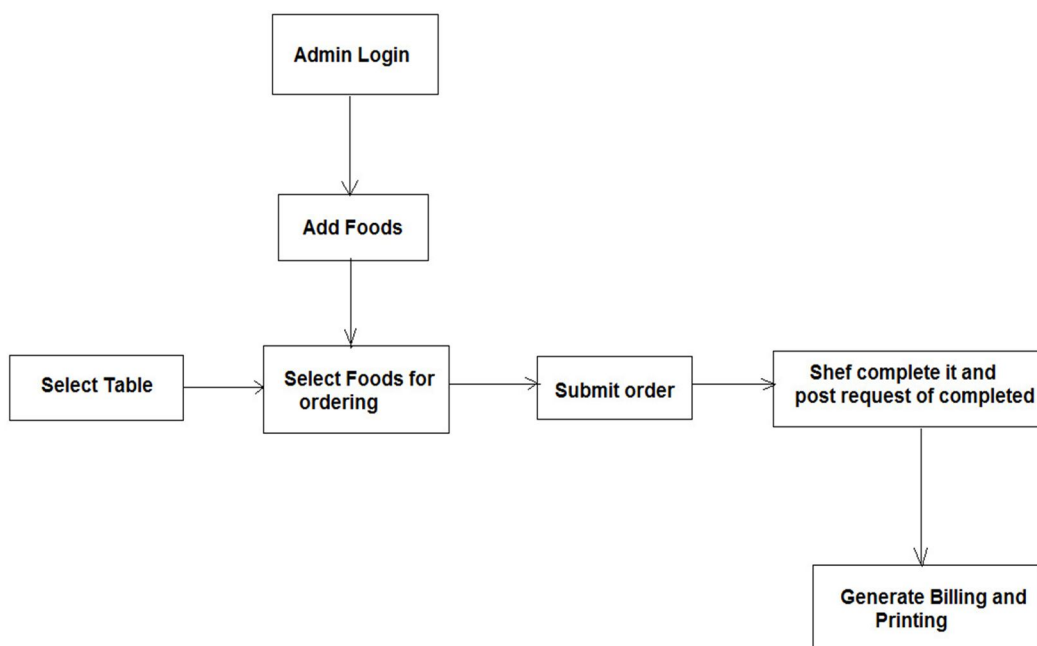 Admin Login
Add Foods
Select Table
Select Foods for
ordering
Submit order
Shef complete it and
post request of completed
Generate Billing and
Printing